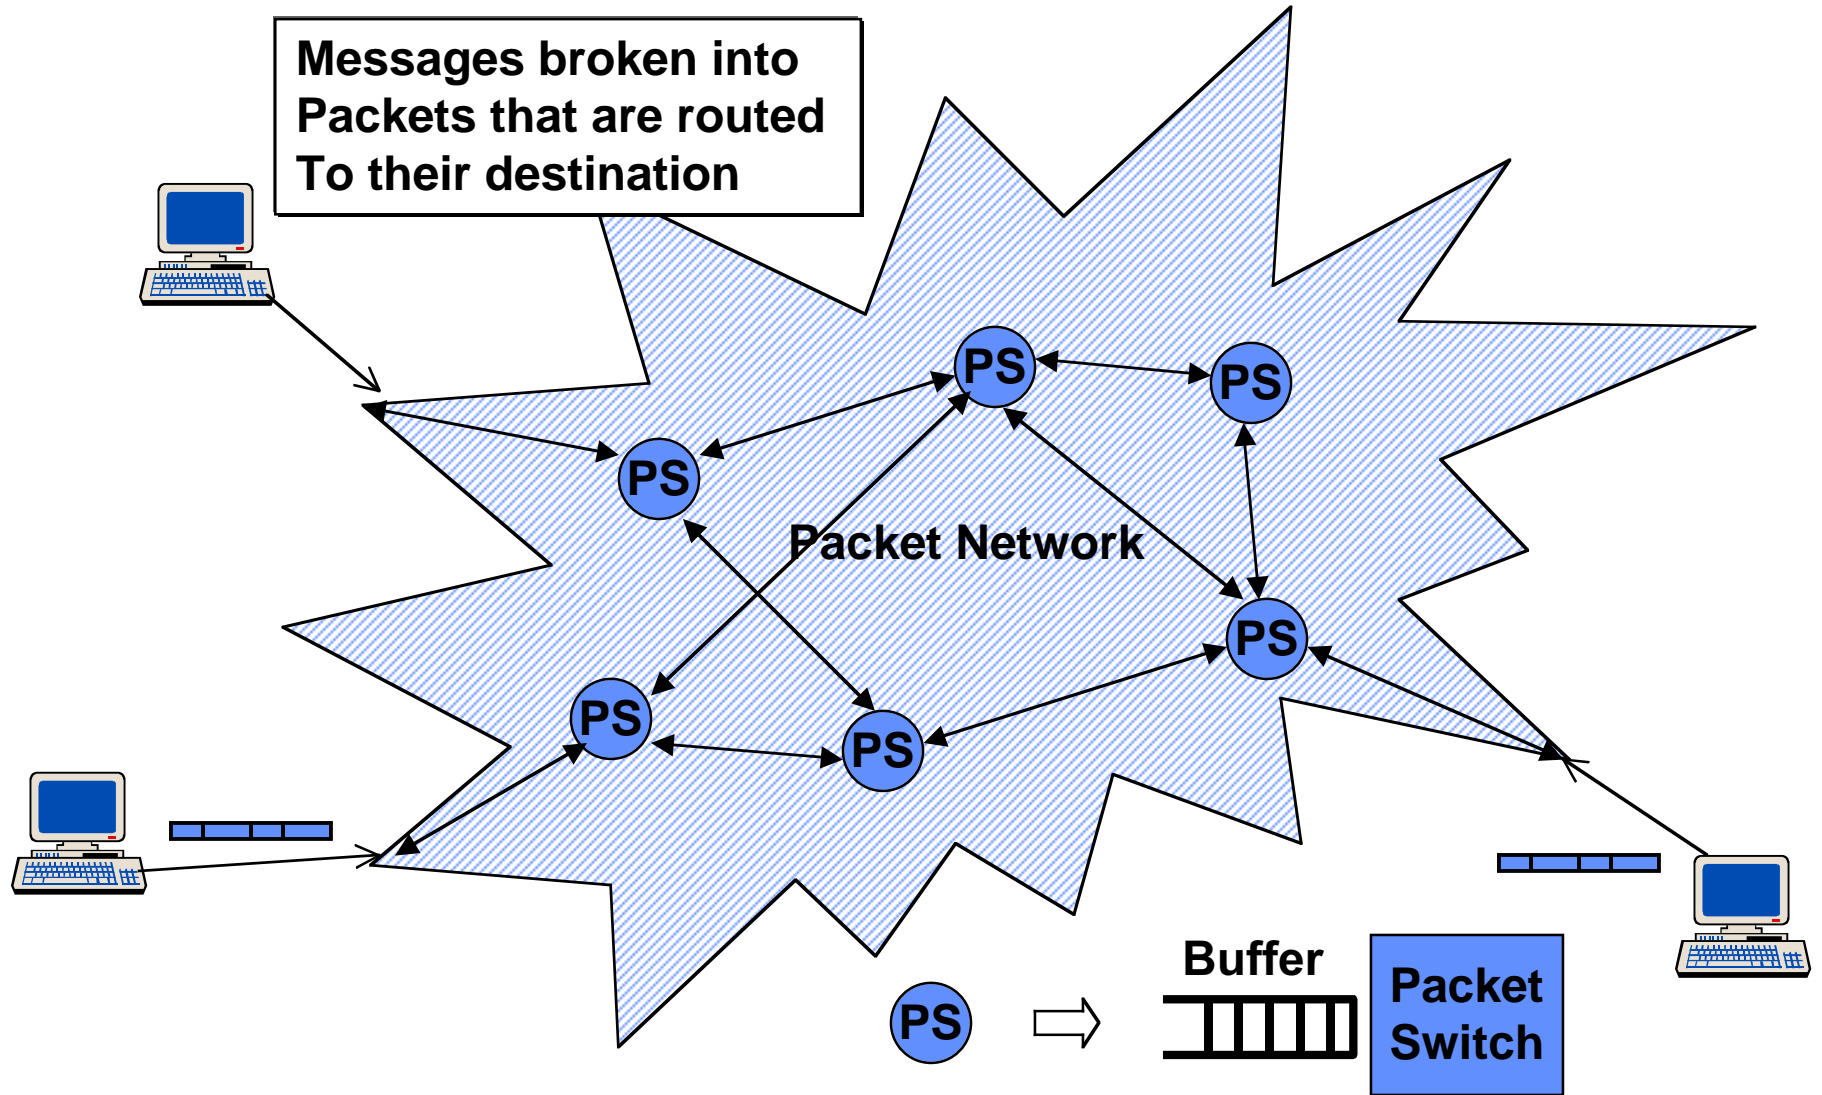 Messages broken into
Packets that are routed
To their destination
PS
PS
PS
Packet Network
PS
PS
PS
Buffer
Packet
Switch
PS